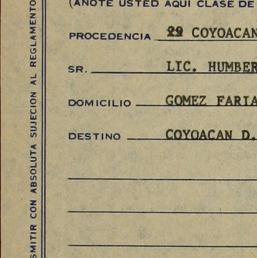 (ANOTE USTED AQUI CLASE DE
PROCEDENCIA 29 COYOACAN
SR. LIC. HUMBER
DOMICILIO GOMEZ FARIA
DESTINO COYOACAN D.
SMITIR CON ABSOLUTA SUJECION AL REGLAMENTO